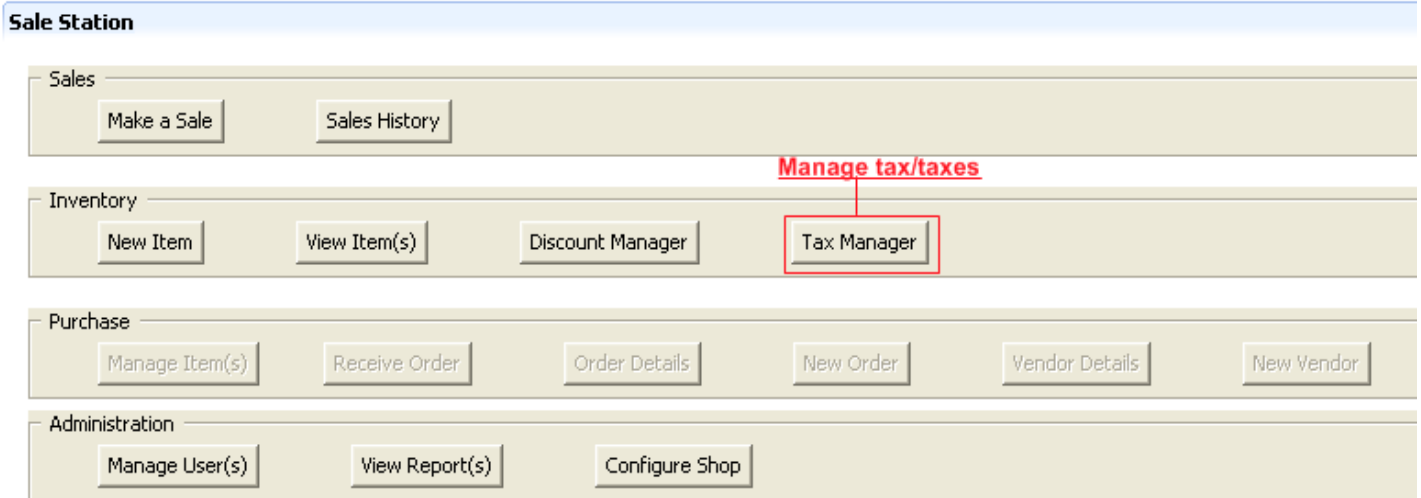 Sale Station
Sales
Make a Sale Sales History
Manage tax/taxes
Inventory
New Item View Item(s) Discount Manager Tax Manager
Purchase
Manage Item(s) Receive Order Order Details New Order Vendor Details New Vendor
Administration
Manage User(s) View Report(s) Configure Shop